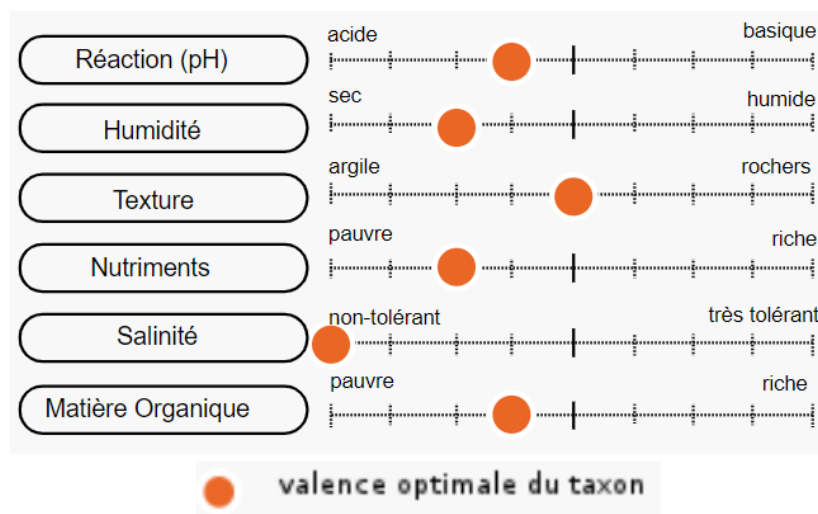 acide basique
Réaction (pH)
sec humide
Humidité
argile rochers
Texture
pauvre riche
Nutriments
non-tolérant très tolérant
Salinité
pauvre riche
Matière Organique
valence optimale du taxon